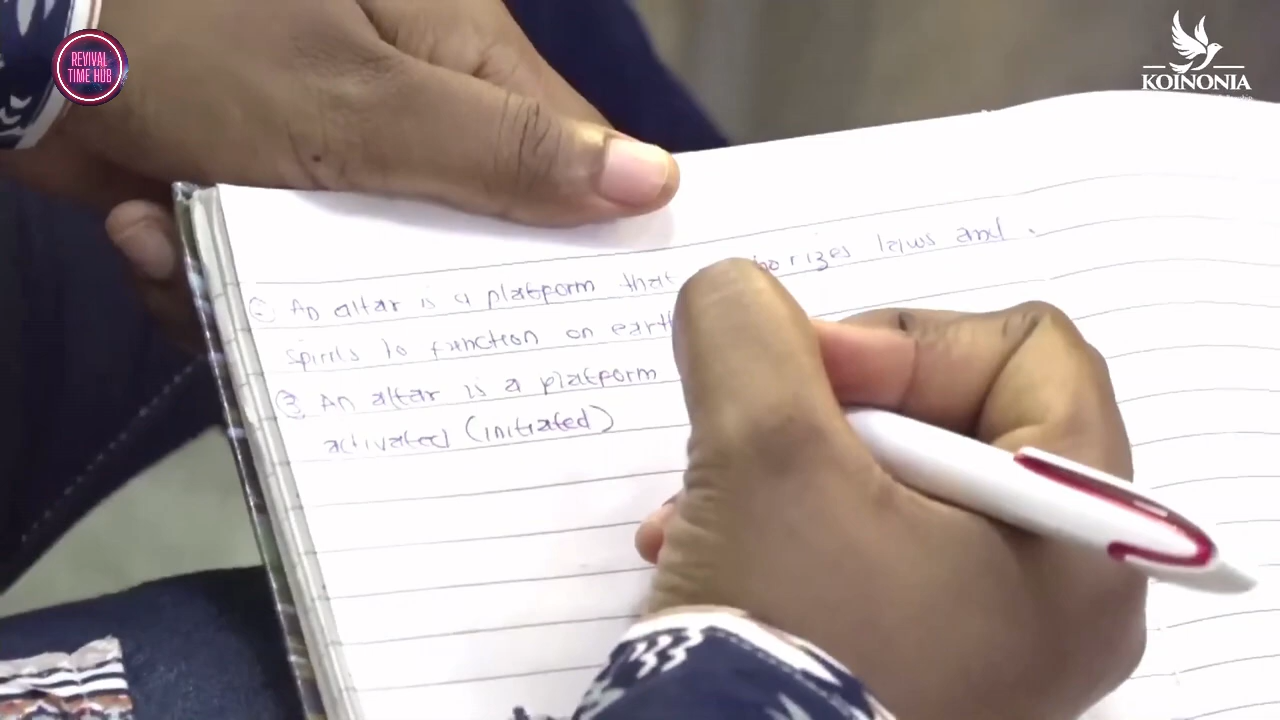 REVIVAL
TIME HUB
KOINONIA
An altar is a platform that horizes laws and .
spirits to function on earth
③ An altar is a platform
activated (initiated)